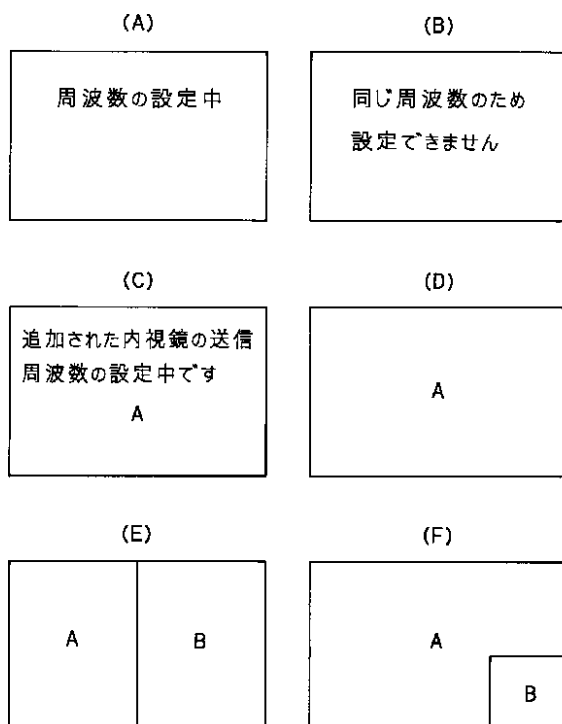 (A)
周波数の設定中
(B)
同じ周波数のため
設定できません
(C)
追加された内視鏡の送信
周波数の設定中です
A
(D)
A
(E)
A
B
(F)
A
B